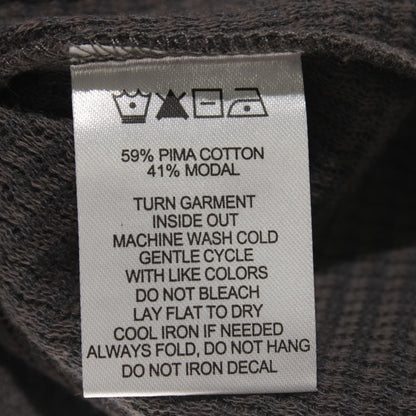 59% PIMA COTTON
41% MODAL
TURN GARMENT
INSIDE OUT
MACHINE WASH COLD
GENTLE CYCLE
WITH LIKE COLORS
DO NOT BLEACH
LAY FLAT TO DRY
COOL IRON IF NEEDED
ALWAYS FOLD, DO NOT HANG
DO NOT IRON DECAL